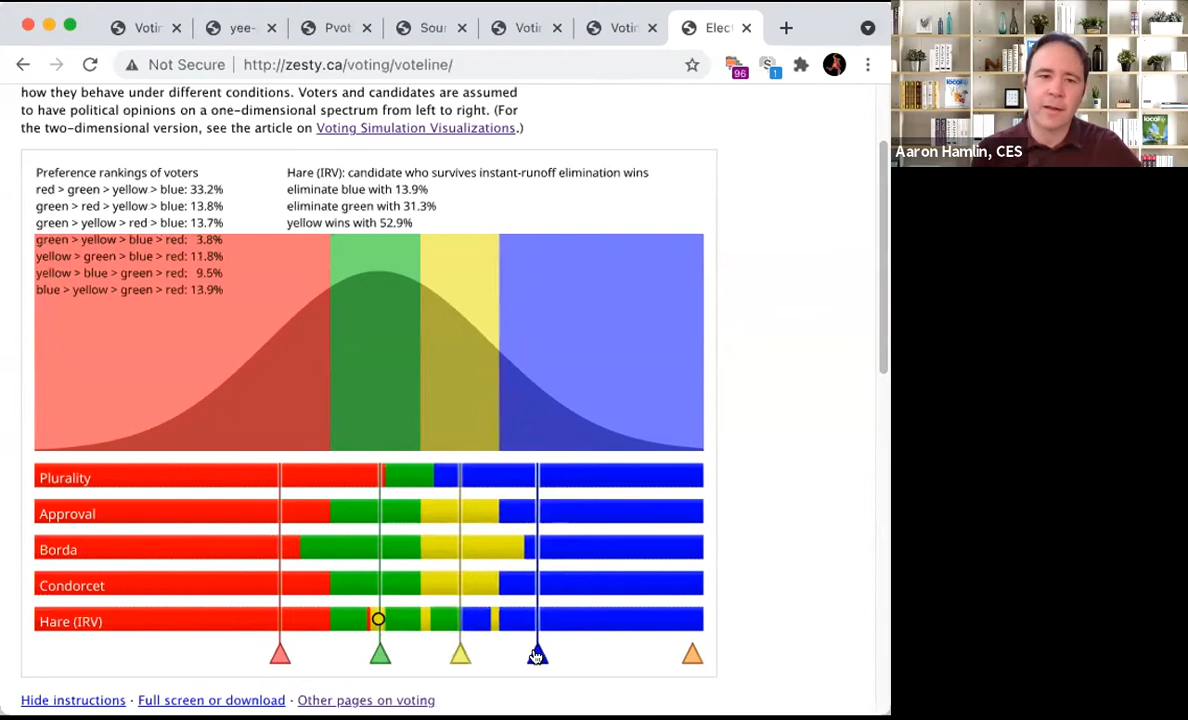 Votin
yee-
Pvot
Sour
Votin
Votin
Elect
Not Secure
http://zesty.ca/voting/voteline/
96
1
how they behave under different conditions. Voters and candidates are assumed
to have political opinions on a one-dimensional spectrum from left to right. (For
the two-dimensional version, see the article on Voting Simulation Visualizations.)
Aaron Hamlin, CES
Preference rankings of voters
red > green > yellow > blue: 33.2%
green > red > yellow > blue: 13.8%
green > yellow > red > blue: 13.7%
green > yellow > blue > red: 3.8%
yellow > green > blue > red: 11.8%
yellow > blue > green > red: 9.5%
blue > yellow > green > red: 13.9%
Hare (IRV): candidate who survives instant-runoff elimination wins
eliminate blue with 13.9%
eliminate green with 31.3%
yellow wins with 52.9%
Plurality
Approval
Borda
Condorcet
Hare (IRV)
Hide instructions · Full screen or download · Other pages on voting